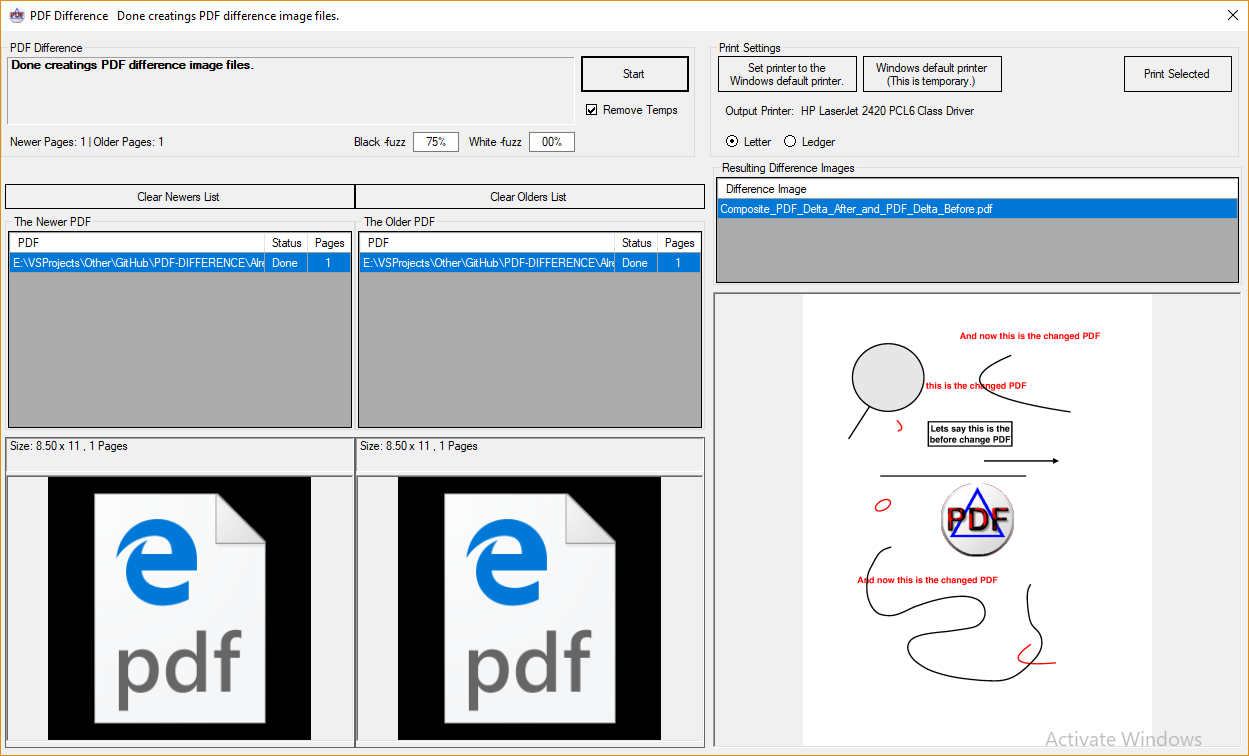 PDF Difference   Done creatings PDF difference image files.
PDF Difference
Done creatings PDF difference image files.
Start
Remove Temps
Newer Pages: 1 | Older Pages: 1
Black -fuzz 75% White -fuzz 00%
Print Settings
Set printer to the
Windows default printer.
Windows default printer
(This is temporary.)
Print Selected
Output Printer: HP LaserJet 2420 PCL6 Class Driver
Letter Ledger
Clear Newers List
Clear Olders List
The Newer PDF
PDF Status Pages
E:\VSProjects\Other\GitHub\PDF-DIFFERENCE\Alre Done 1
The Older PDF
PDF Status Pages
E:\VSProjects\Other\GitHub\PDF-DIFFERENCE\Alre Done 1
Resulting Difference Images
Difference Image
Composite_PDF_Delta_After_and_PDF_Delta_Before.pdf
Size: 8.50 x 11 , 1 Pages
pdf
Size: 8.50 x 11 , 1 Pages
pdf
And now this is the changed PDF
this is the changed PDF
Lets say this is the
before change PDF
PDF
And now this is the changed PDF
Activate Windows